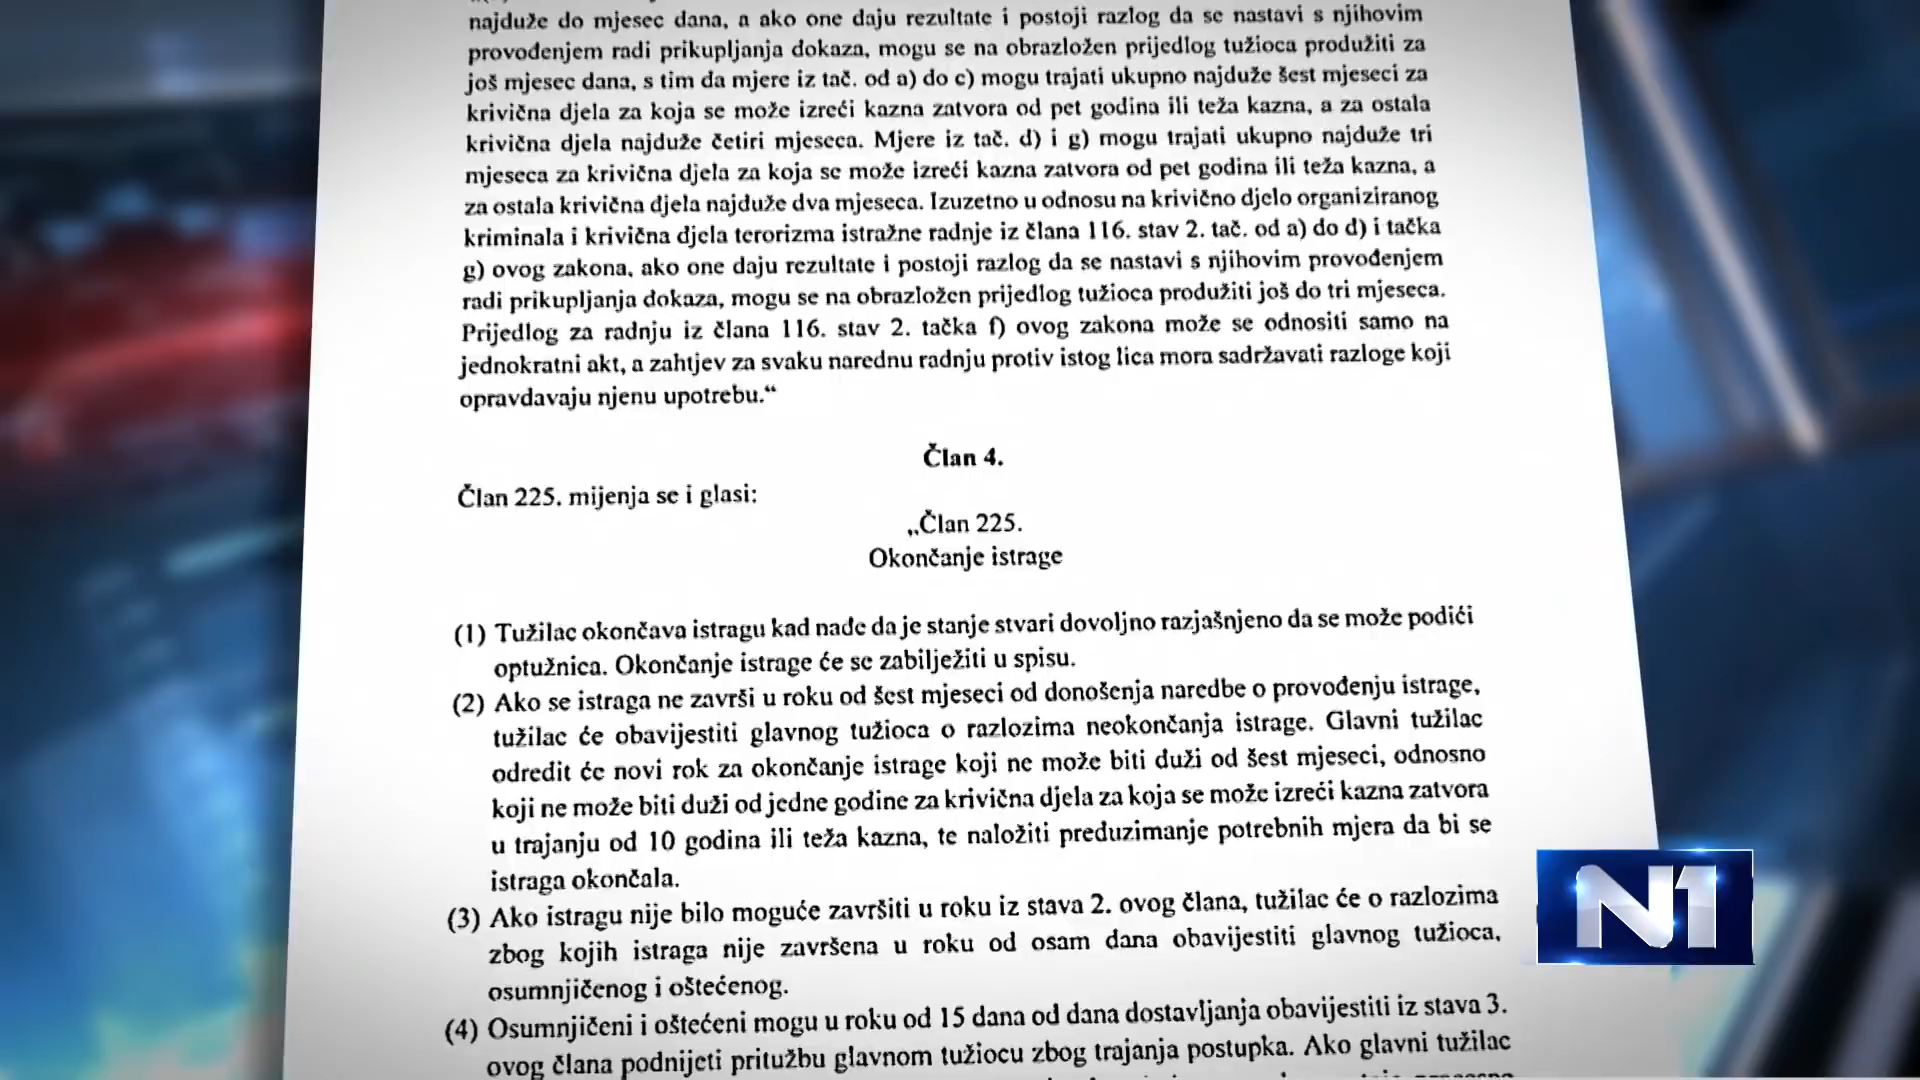 najduže do mjesec dana, a ako one daju rezultate i postoji razlog da se nastavi s njihovim
provođenjem radi prikupljanja dokaza, mogu se na obrazložen prijedlog tužioca produžiti za
još mjesec dana, s tim da mjere iz tač. od a) do c) mogu trajati ukupno najduže šest mjeseci za
krivična djela za koja se može izreći kazna zatvora od pet godina ili teža kazna, a za ostala
krivična djela najduže četiri mjeseca. Mjere iz tač. d) i g) mogu trajati ukupno najduže tri
mjeseca za krivična djela za koja se može izreći kazna zatvora od pet godina ili teža kazna, a
za ostala krivična djela najduže dva mjeseca. Izuzetno u odnosu na krivično djelo organiziranog
kriminala i krivična djela terorizma istražne radnje iz člana 116. stav 2. tač. od a) do d) i tačka
g) ovog zakona, ako one daju rezultate i postoji razlog da se nastavi s njihovim provođenjem
radi prikupljanja dokaza, mogu se na obrazložen prijedlog tužioca produžiti još do tri mjeseca.
Prijedlog za radnju iz člana 116. stav 2. tačka f) ovog zakona može se odnositi samo na
jednokratni akt, a zahtjev za svaku narednu radnju protiv istog lica mora sadržavati razloge koji
opravdavaju njenu upotrebu.“
Član 4.
Član 225. mijenja se i glasi:
„Član 225.
Okončanje istrage
(1) Tužilac okončava istragu kad nađe da je stanje stvari dovoljno razjašnjeno da se može podići
optužnica. Okončanje istrage će se zabilježiti u spisu.
(2) Ako se istraga ne završi u roku od šest mjeseci od donošenja naredbe o provođenju istrage,
tužilac će obavijestiti glavnog tužioca o razlozima neokončanja istrage. Glavni tužilac
odredit će novi rok za okončanje istrage koji ne može biti duži od šest mjeseci, odnosno
koji ne može biti duži od jedne godine za krivična djela za koja se može izreći kazna zatvora
u trajanju od 10 godina ili teža kazna, te naložiti preduzimanje potrebnih mjera da bi se
istraga okončala.
(3) Ako istragu nije bilo moguće završiti u roku iz stava 2. ovog člana, tužilac će o razlozima
zbog kojih istraga nije završena u roku od osam dana obavijestiti glavnog tužioca,
osumnjičenog i oštećenog.
(4) Osumnjičeni i oštećeni mogu u roku od 15 dana od dana dostavljanja obavijestiti iz stava 3.
ovog člana podnijeti pritužbu glavnom tužiocu zbog trajanja postupka. Ako glavni tužilac
N1